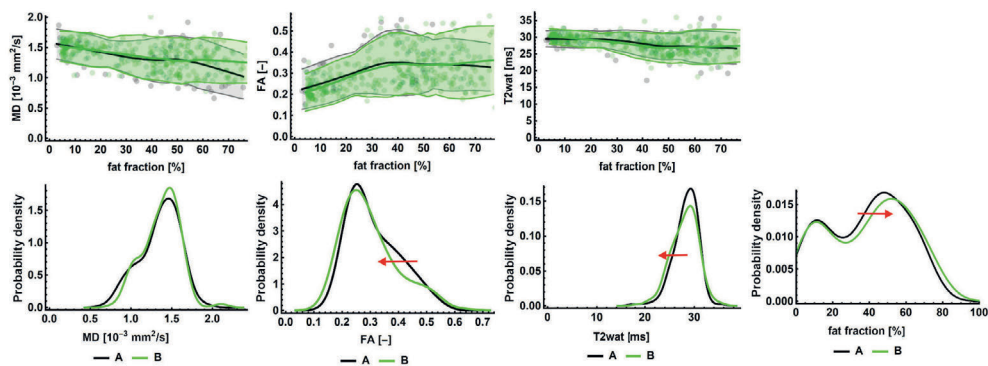 MD [10⁻³ mm²/s]
2.0
1.5
1.0
0.5
0.0
0 10 20 30 40 50 60 70
fat fraction [%]
FA [–]
0.5
0.4
0.3
0.2
0.1
0.0
0 10 20 30 40 50 60 70
fat fraction [%]
T2wat [ms]
35
30
25
20
15
10
5
0
0 10 20 30 40 50 60 70
fat fraction [%]
Probability density
1.5
1.0
0.5
0.0
0.0 0.5 1.0 1.5 2.0
MD [10⁻³ mm²/s]
A B
Probability density
5
4
3
2
1
0
0.0 0.1 0.2 0.3 0.4 0.5 0.6 0.7
FA [–]
A B
Probability density
0.15
0.10
0.05
0.00
0 10 20 30
T2wat [ms]
A B
Probability density
0.015
0.010
0.005
0.000
0 20 40 60 80 100
fat fraction [%]
A B